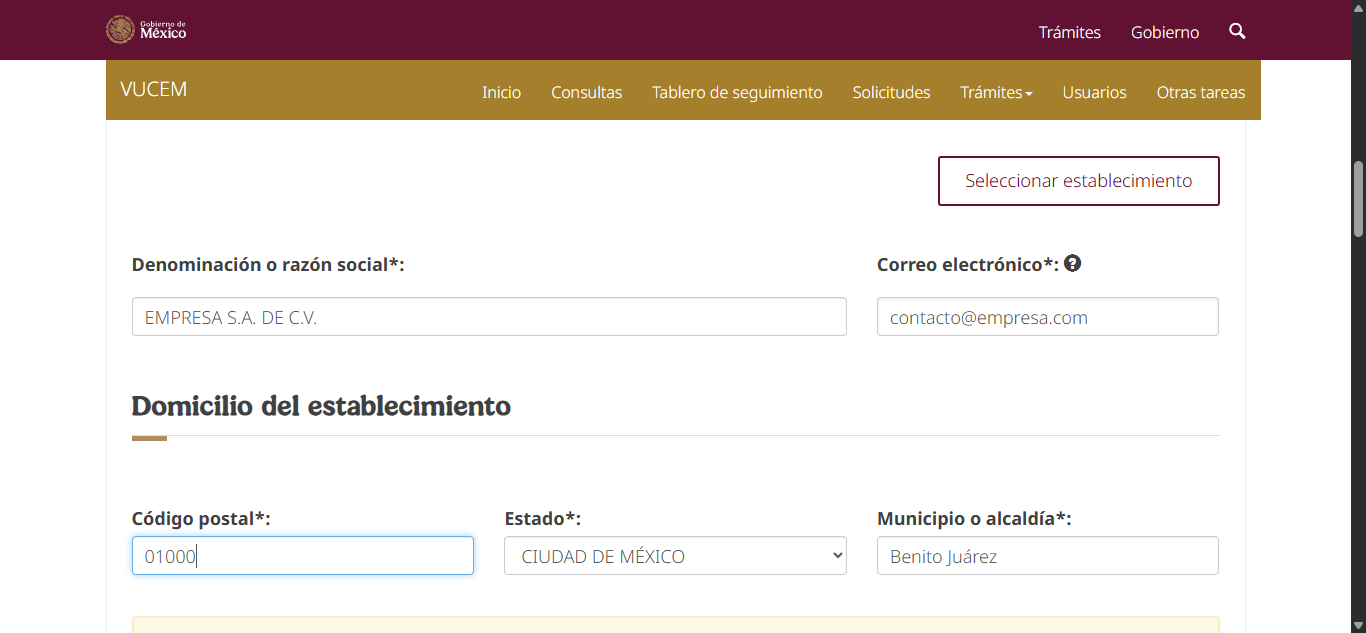 Gobierno de
México
Trámites
Gobierno
VUCEM
Inicio
Consultas
Tablero de seguimiento
Solicitudes
Trámites
Usuarios
Otras tareas
Seleccionar establecimiento
Denominación o razón social*:
Correo electrónico*:
EMPRESA S.A. DE C.V.
contacto@empresa.com
Domicilio del establecimiento
Código postal*:
Estado*:
Municipio o alcaldía*:
01000
CIUDAD DE MÉXICO
Benito Juárez